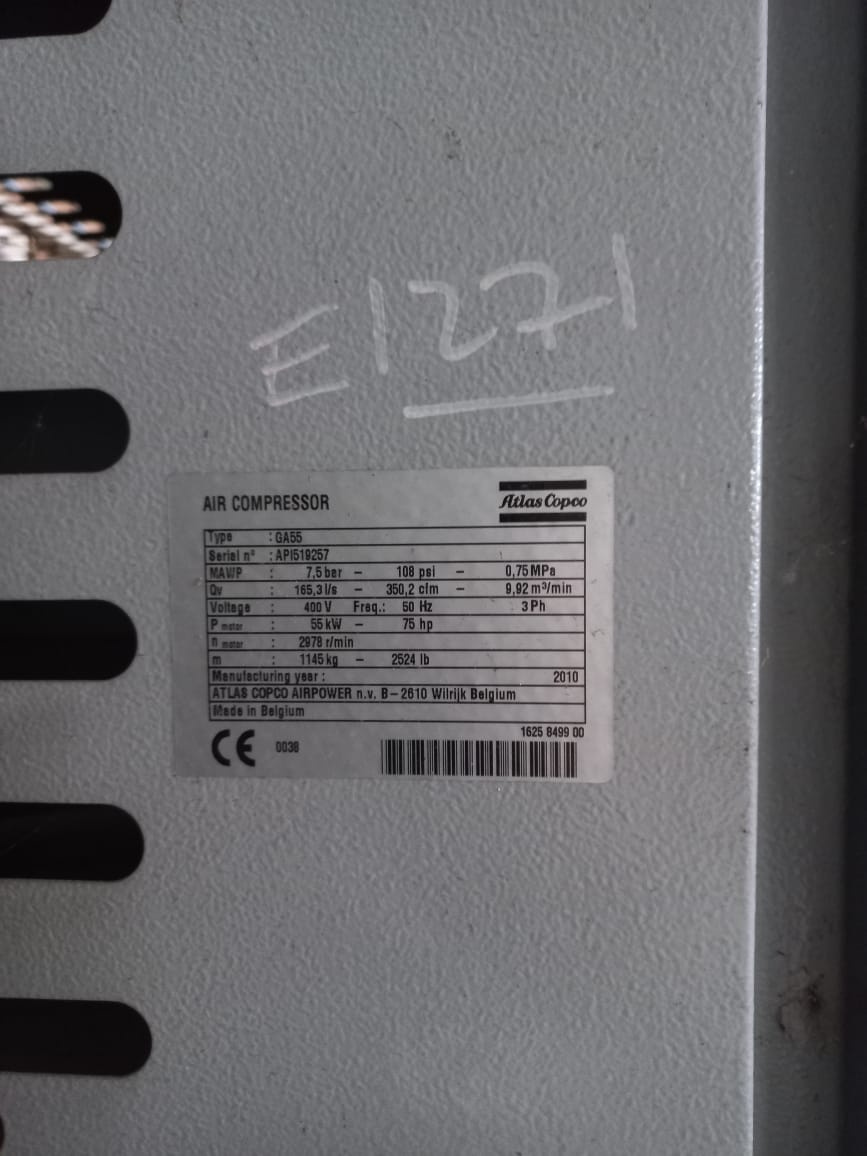 E1271
AIR COMPRESSOR
Atlas Copco
Type : GA55
Serial nº : API519257
MAWP : 7,5 bar – 108 psi – 0,75 MPa
Qv : 165,3 l/s – 350,2 cfm – 9,92 m³/min
Voltage : 400 V Freq.: 50 Hz 3 Ph
P motor : 55 kW – 75 hp
n motor : 2978 r/min
m : 1145 kg – 2524 lb
Manufacturing year : 2010
ATLAS COPCO AIRPOWER n.v. B – 2610 Wilrijk Belgium
Made in Belgium
1625 8499 00
CE 0038